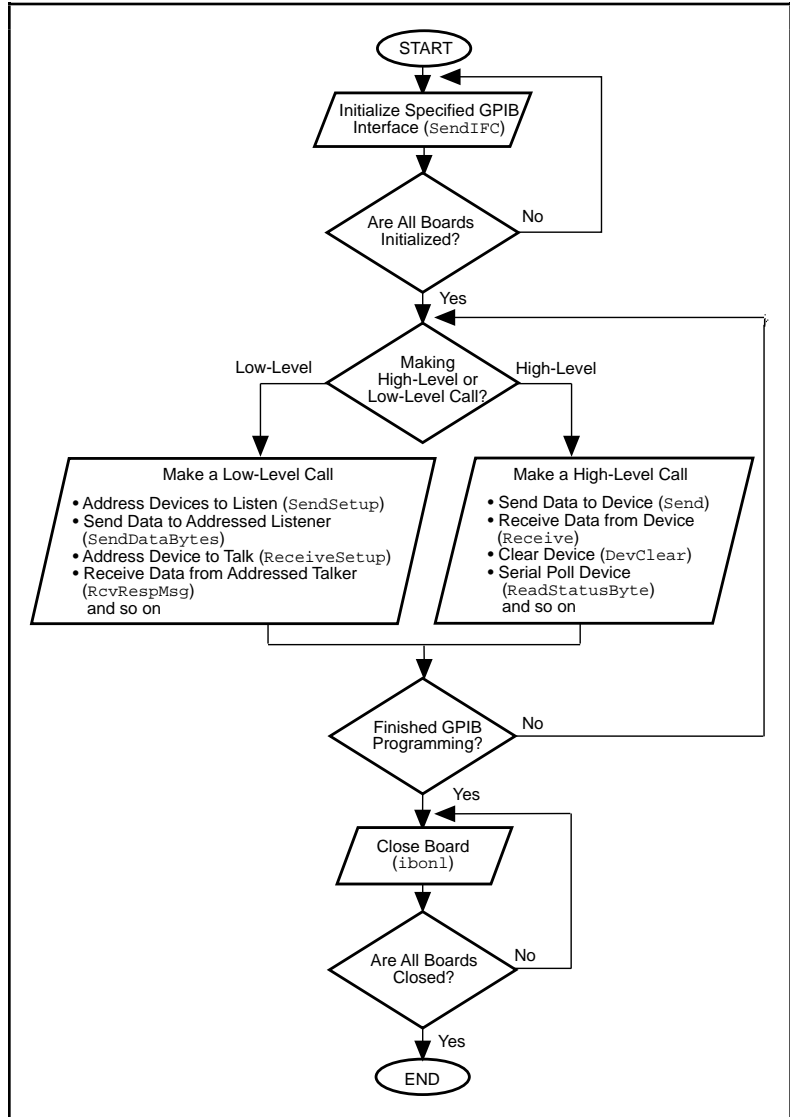 START
Initialize Specified GPIB
Interface (SendIFC)
Are All Boards
Initialized?
No
Yes
Making
High-Level or
Low-Level Call?
Low-Level
High-Level
Make a Low-Level Call
• Address Devices to Listen (SendSetup)
• Send Data to Addressed Listener
(SendDataBytes)
• Address Device to Talk (ReceiveSetup)
• Receive Data from Addressed Talker
(RcvRespMsg)
and so on
Make a High-Level Call
• Send Data to Device (Send)
• Receive Data from Device
(Receive)
• Clear Device (DevClear)
• Serial Poll Device
(ReadStatusByte)
and so on
Finished GPIB
Programming?
No
Yes
Close Board
(ibonl)
Are All Boards
Closed?
No
Yes
END